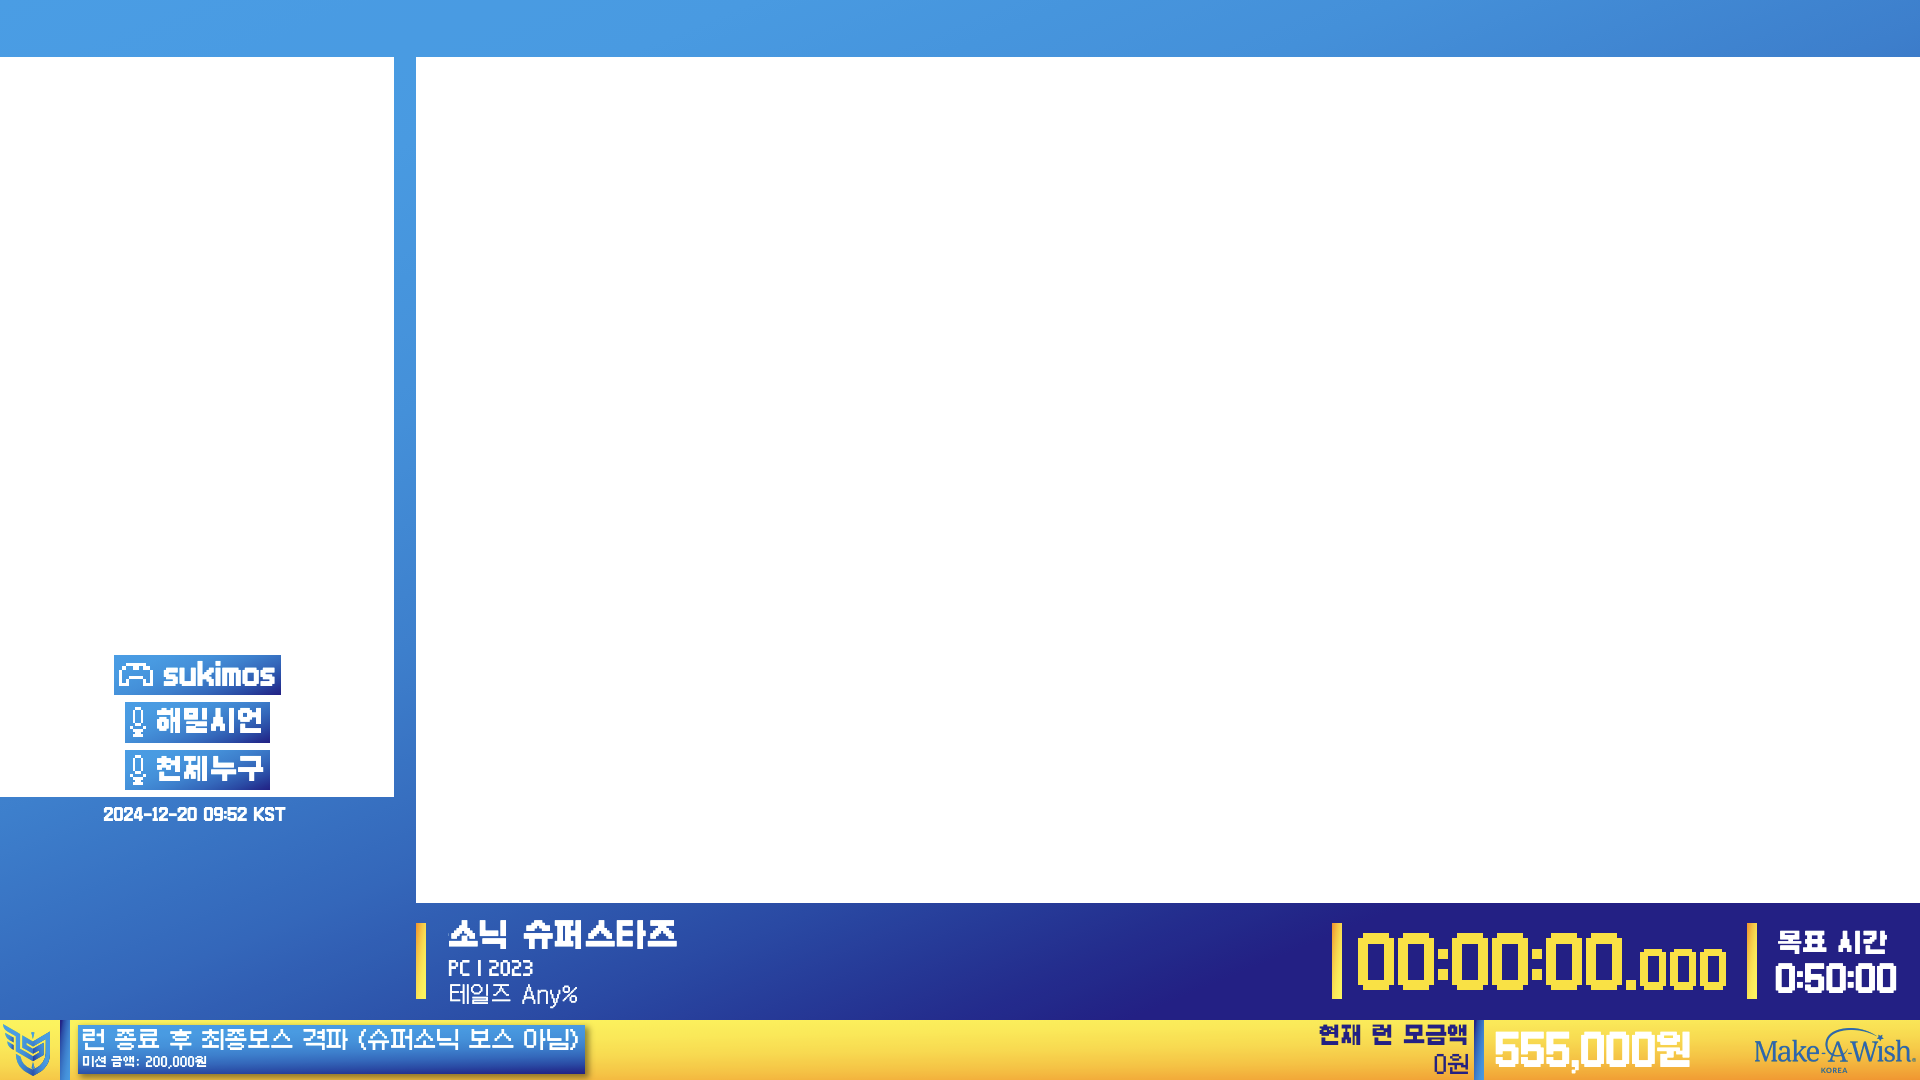 sukimos
해밀시언
천제누구
2024-12-20 09:52 KST
소닉 슈퍼스타즈
PC | 2023
테일즈 Any%
00:00:00.000
목표 시간
0:50:00
런 종료 후 최종보스 격파 (슈퍼소닉 보스 아님)
미션 금액: 200,000원
현재 런 모금액
0원
555,000원
Make-A-Wish.
KOREA